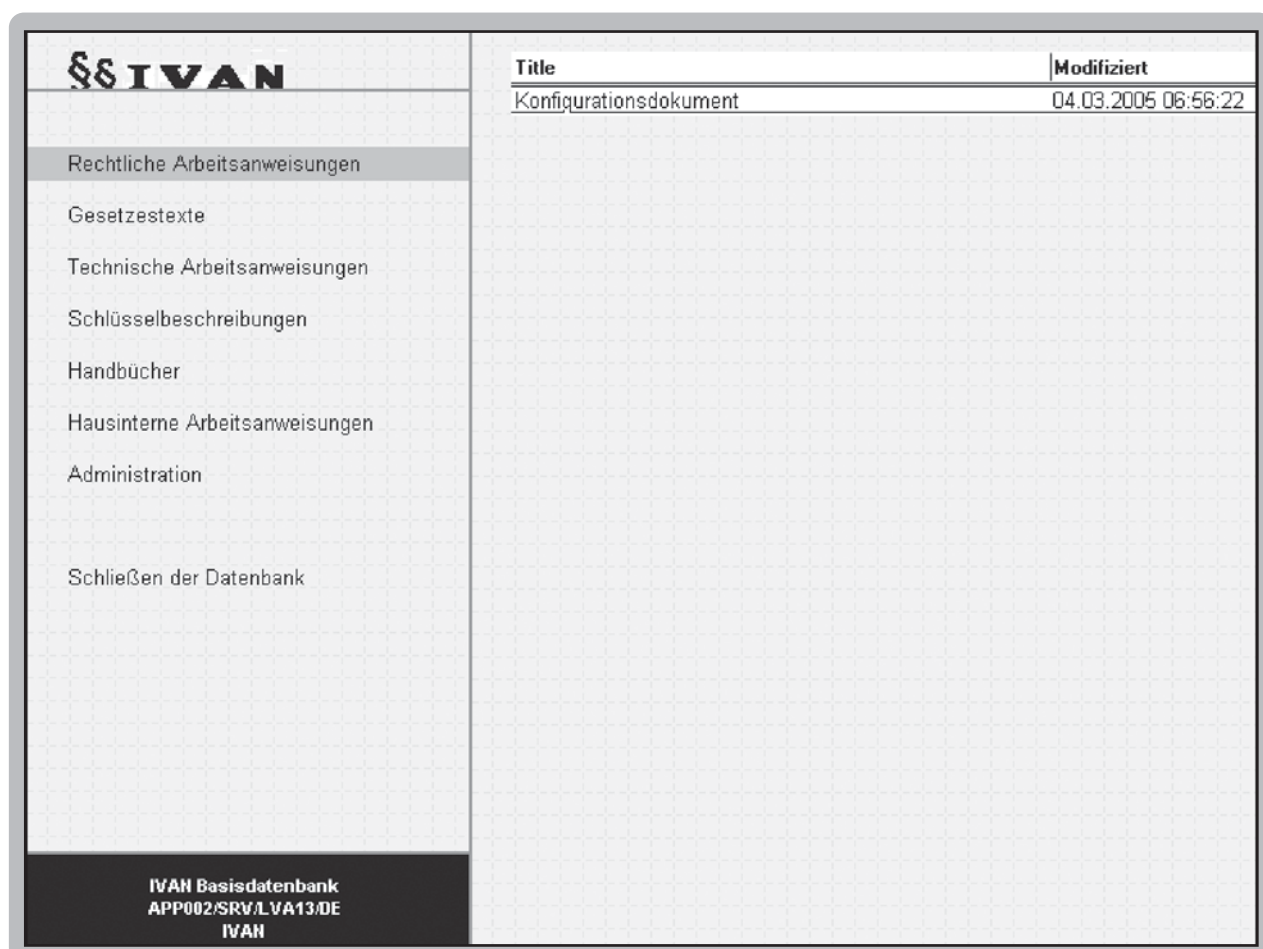 §§ IVAN
Rechtliche Arbeitsanweisungen
Gesetzestexte
Technische Arbeitsanweisungen
Schlüsselbeschreibungen
Handbücher
Hausinterne Arbeitsanweisungen
Administration
Schließen der Datenbank
IVAN Basisdatenbank
APP002/SRV/LVA13/DE
IVAN
Title Modifiziert
Konfigurationsdokument 04.03.2005 06:56:22